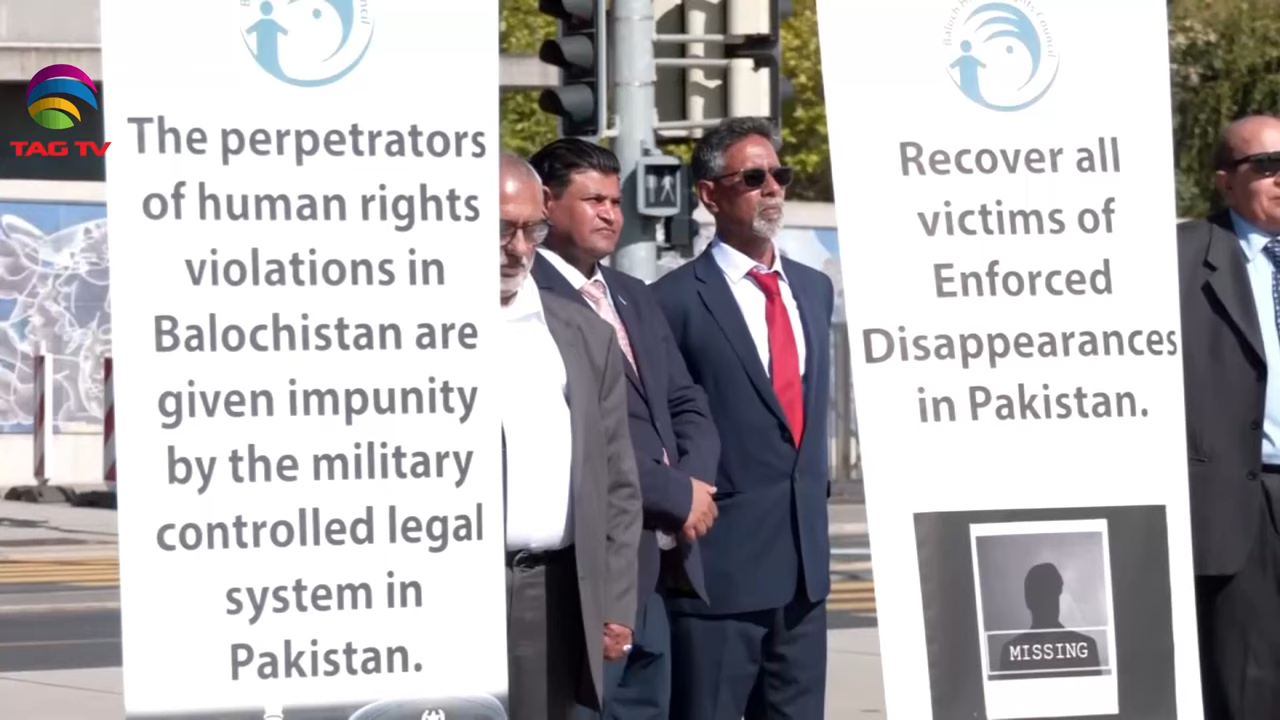 TAG TV
The perpetrators
of human rights
violations in
Balochistan are
given impunity
by the military
controlled legal
system in
Pakistan.
Recover all
victims of
Enforced
Disappearances
in Pakistan.
MISSING